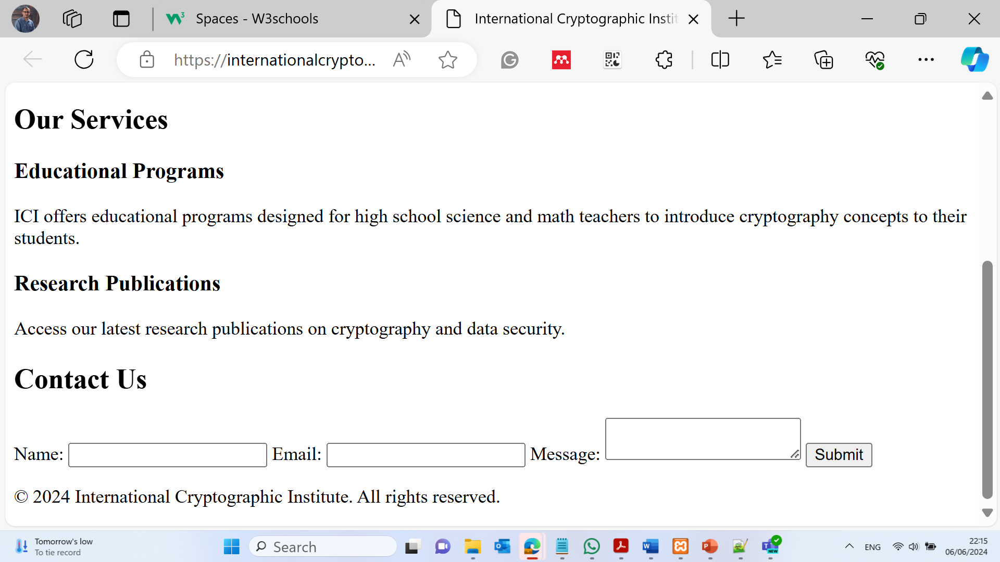 Spaces - W3schools
International Cryptographic Instit
https://internationalcrypto...
Our Services
Educational Programs
ICI offers educational programs designed for high school science and math teachers to introduce cryptography concepts to their
students.
Research Publications
Access our latest research publications on cryptography and data security.
Contact Us
Name: Email: Message: Submit
© 2024 International Cryptographic Institute. All rights reserved.
Tomorrow's low
To tie record
Search
NEW
ENG
22:15
06/06/2024